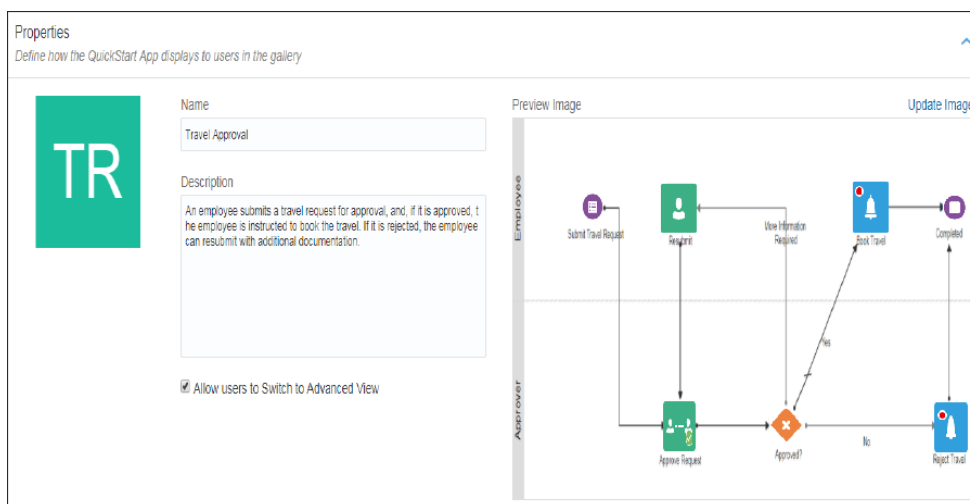 Properties
Define how the QuickStart App displays to users in the gallery
TR
Name
Travel Approval
Description
An employee submits a travel request for approval, and, if it is approved, t
he employee is instructed to book the travel. If it is rejected, the employee
can resubmit with additional documentation.
Allow users to Switch to Advanced View
Preview Image
Update Image
Employee
Submit Travel Request
Resubmit
More Information
Required
Book Travel
Completed
Yes
Approver
Approve Request
Approved?
No
Reject Travel